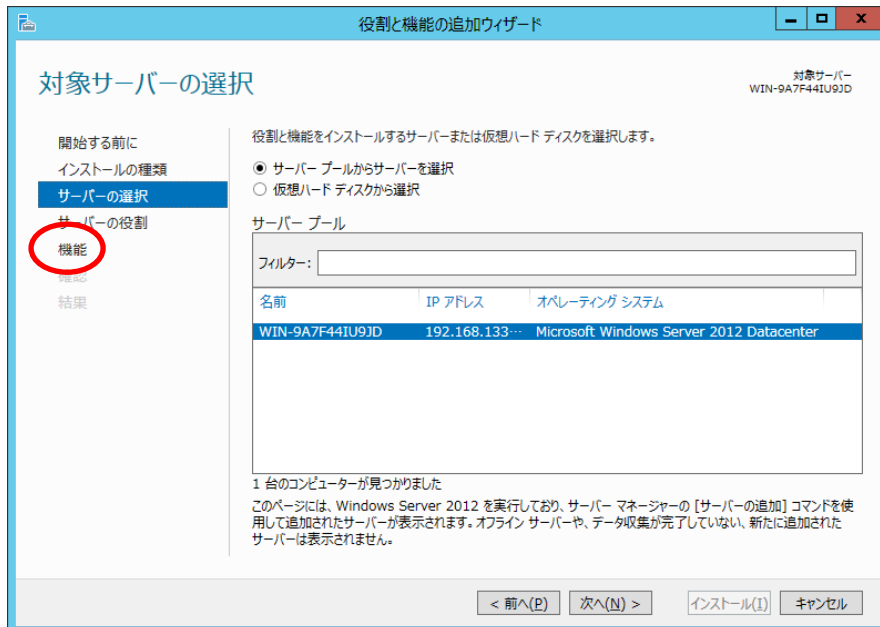 役割と機能の追加ウィザード
対象サーバーの選択
対象サーバー
WIN-9A7F44IU9JD
開始する前に
インストールの種類
サーバーの選択
サーバーの役割
機能
確認
結果
役割と機能をインストールするサーバーまたは仮想ハード ディスクを選択します。
サーバー プールからサーバーを選択
仮想ハード ディスクから選択
サーバー プール
フィルター:
名前 IP アドレス オペレーティング システム
WIN-9A7F44IU9JD 192.168.133… Microsoft Windows Server 2012 Datacenter
1 台のコンピューターが見つかりました
このページには、Windows Server 2012 を実行しており、サーバー マネージャーの [サーバーの追加] コマンドを使
用して追加されたサーバーが表示されます。オフライン サーバーや、データ収集が完了していない、新たに追加された
サーバーは表示されません。
< 前へ(P) 次へ(N) > インストール(I) キャンセル